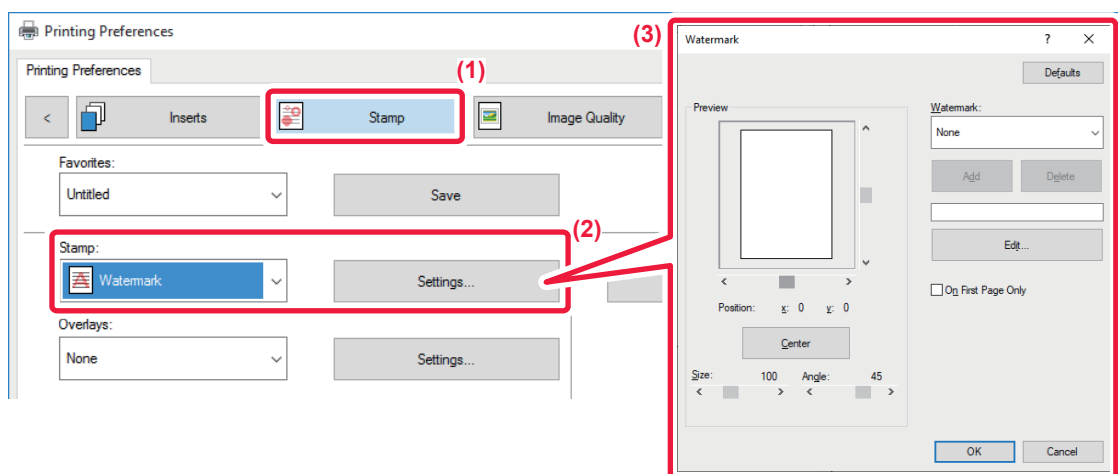 Printing Preferences
Printing Preferences
(1)
< Inserts Stamp Image Quality
Favorites:
Untitled Save
(2)
Stamp:
Watermark Settings...
Overlays:
None Settings...
(3)
Watermark ? ×
Defaults
Preview
Watermark:
None
Add Delete
Edit...
< >
On First Page Only
Position: x: 0 y: 0
Center
Size: 100 Angle: 45
< > < >
OK Cancel